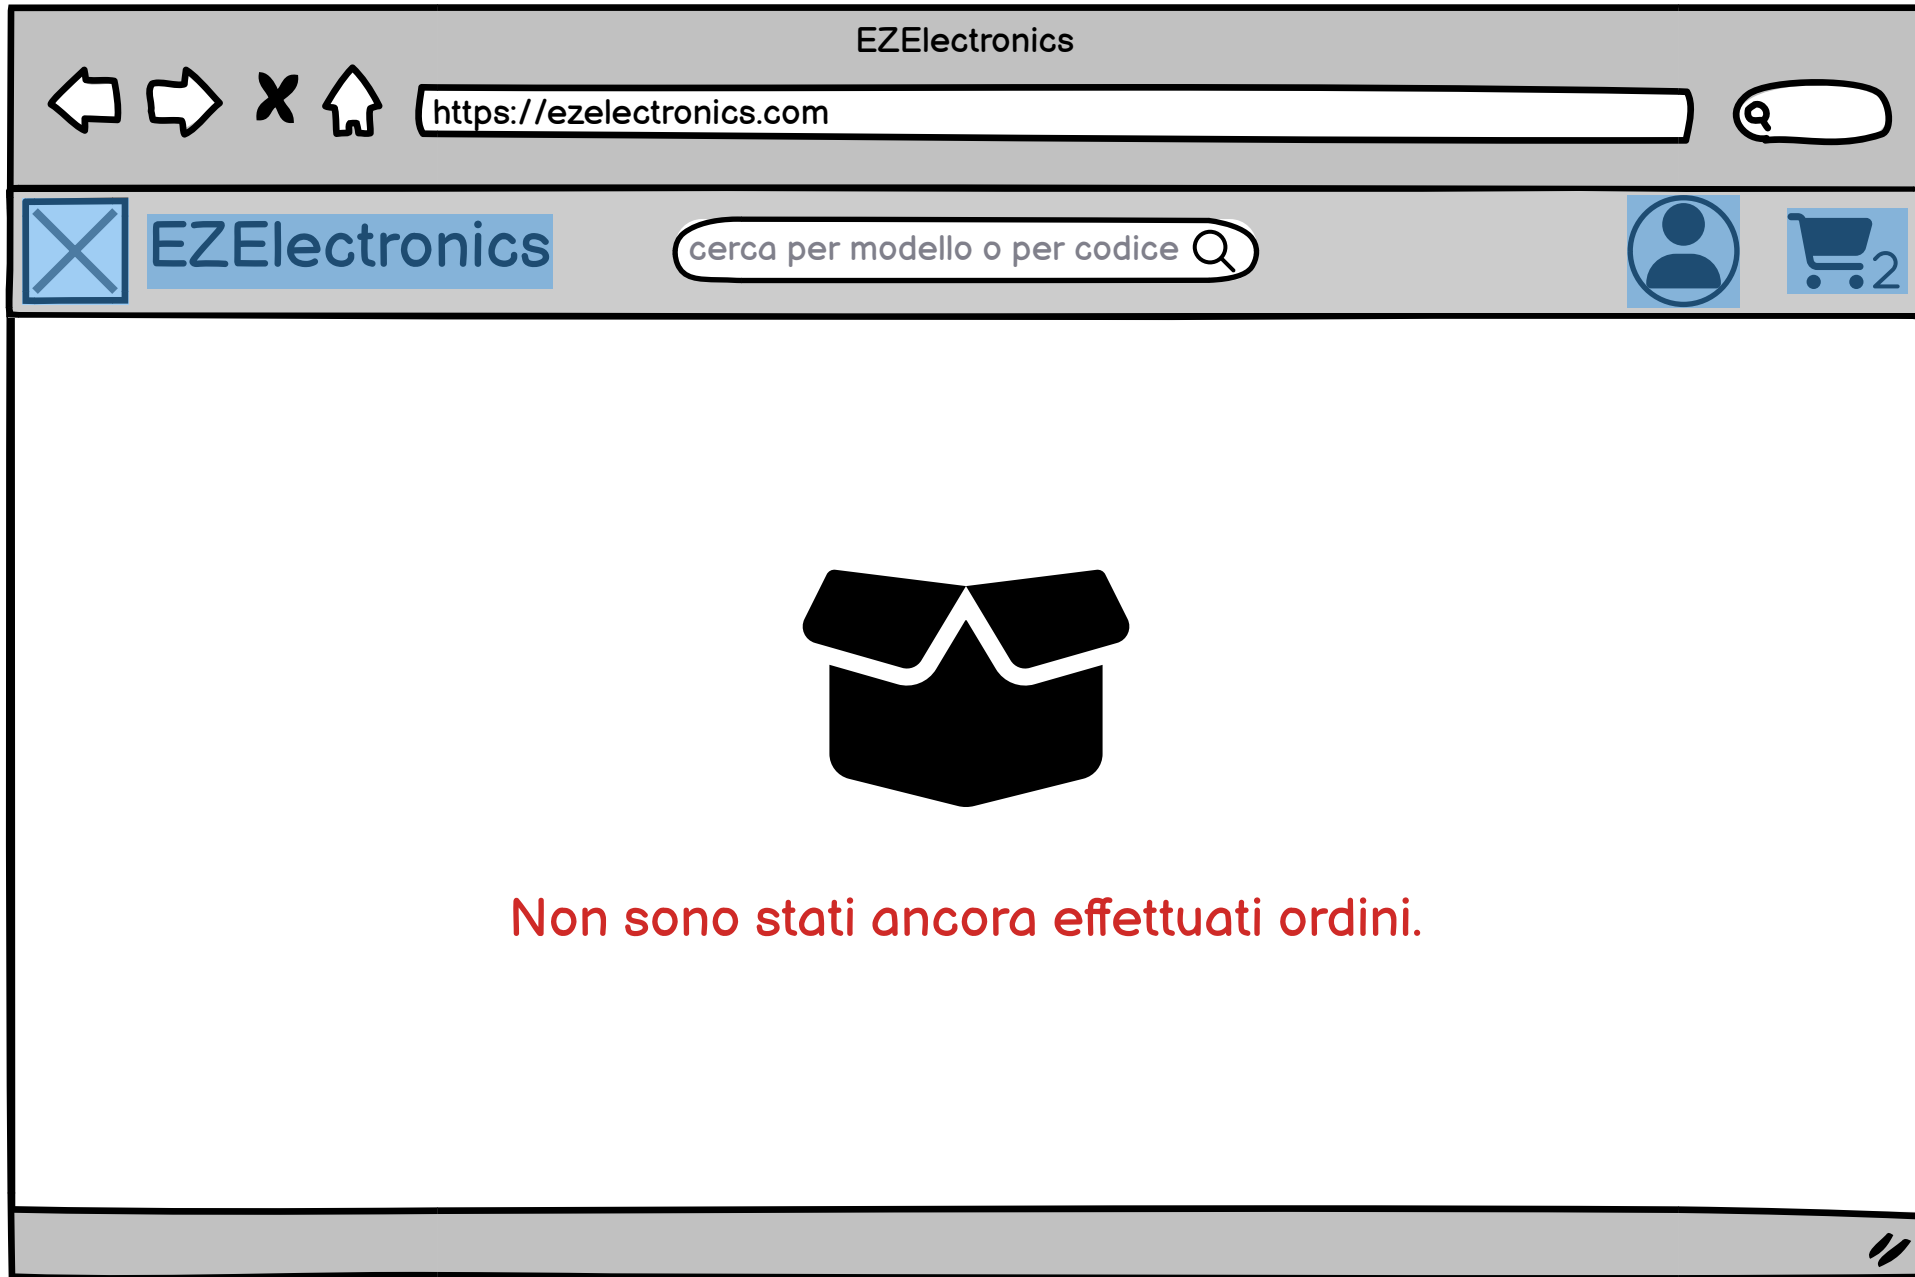 EZElectronics
https://ezelectronics.com
EZElectronics
cerca per modello o per codice
2
Non sono stati ancora effettuati ordini.